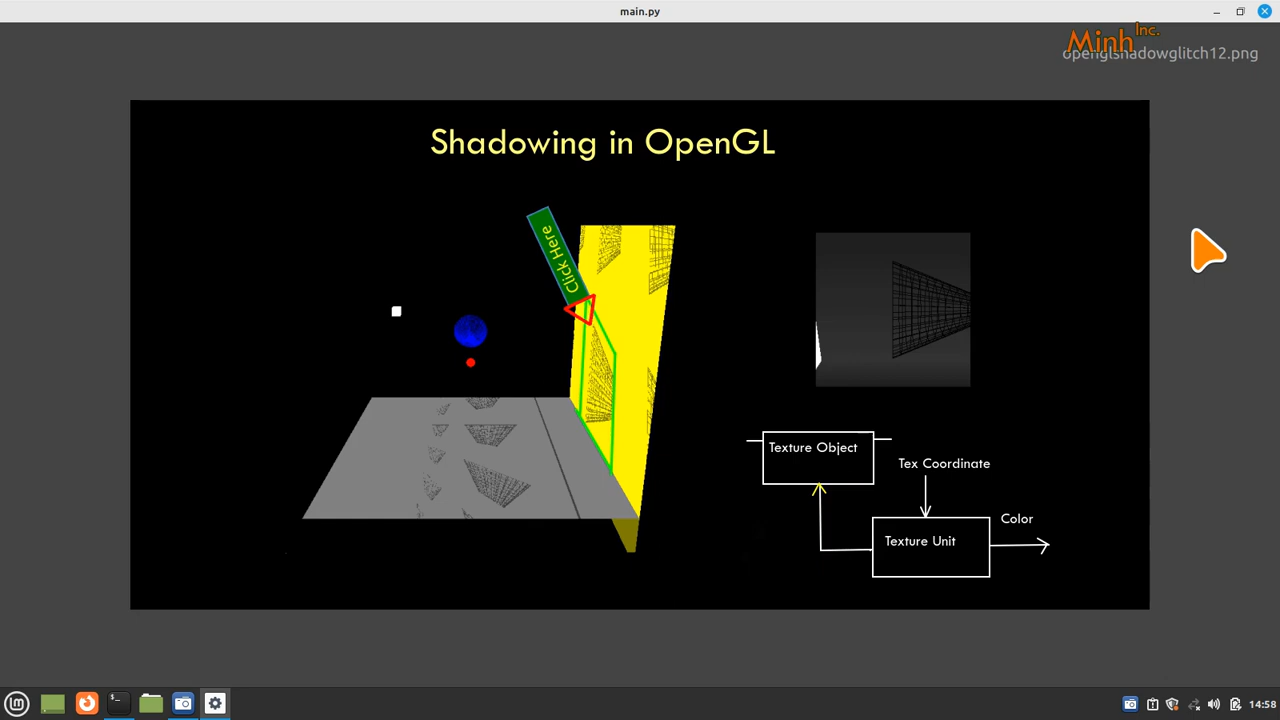 main.py
Minh Inc.
openglshadowglitch12.png
Shadowing in OpenGL
Click Here
Texture Object
Tex Coordinate
Color
Texture Unit
14:58